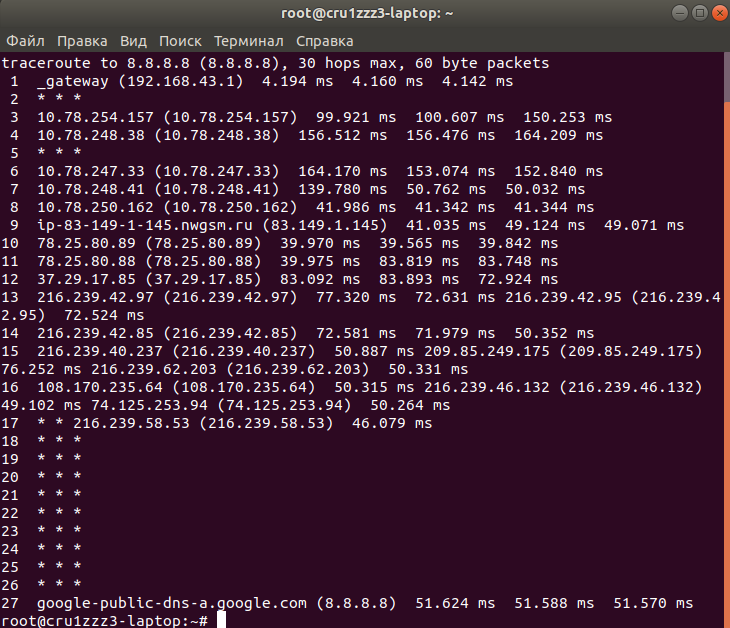 root@cru1zzz3-laptop: ~
Файл Правка Вид Поиск Терминал Справка
traceroute to 8.8.8.8 (8.8.8.8), 30 hops max, 60 byte packets
 1  _gateway (192.168.43.1)  4.194 ms  4.160 ms  4.142 ms
 2  * * *
 3  10.78.254.157 (10.78.254.157)  99.921 ms  100.607 ms  150.253 ms
 4  10.78.248.38 (10.78.248.38)  156.512 ms  156.476 ms  164.209 ms
 5  * * *
 6  10.78.247.33 (10.78.247.33)  164.170 ms  153.074 ms  152.840 ms
 7  10.78.248.41 (10.78.248.41)  139.780 ms  50.762 ms  50.032 ms
 8  10.78.250.162 (10.78.250.162)  41.986 ms  41.342 ms  41.344 ms
 9  ip-83-149-1-145.nwgsm.ru (83.149.1.145)  41.035 ms  49.124 ms  49.071 ms
10  78.25.80.89 (78.25.80.89)  39.970 ms  39.565 ms  39.842 ms
11  78.25.80.88 (78.25.80.88)  39.975 ms  83.819 ms  83.748 ms
12  37.29.17.85 (37.29.17.85)  83.092 ms  83.893 ms  72.924 ms
13  216.239.42.97 (216.239.42.97)  77.320 ms  72.631 ms 216.239.42.95 (216.239.4
2.95)  72.524 ms
14  216.239.42.85 (216.239.42.85)  72.581 ms  71.979 ms  50.352 ms
15  216.239.40.237 (216.239.40.237)  50.887 ms 209.85.249.175 (209.85.249.175)
76.252 ms 216.239.62.203 (216.239.62.203)  50.331 ms
16  108.170.235.64 (108.170.235.64)  50.315 ms 216.239.46.132 (216.239.46.132)
49.102 ms 74.125.253.94 (74.125.253.94)  50.264 ms
17  * * 216.239.58.53 (216.239.58.53)  46.079 ms
18  * * *
19  * * *
20  * * *
21  * * *
22  * * *
23  * * *
24  * * *
25  * * *
26  * * *
27  google-public-dns-a.google.com (8.8.8.8)  51.624 ms  51.588 ms  51.570 ms
root@cru1zzz3-laptop:~#